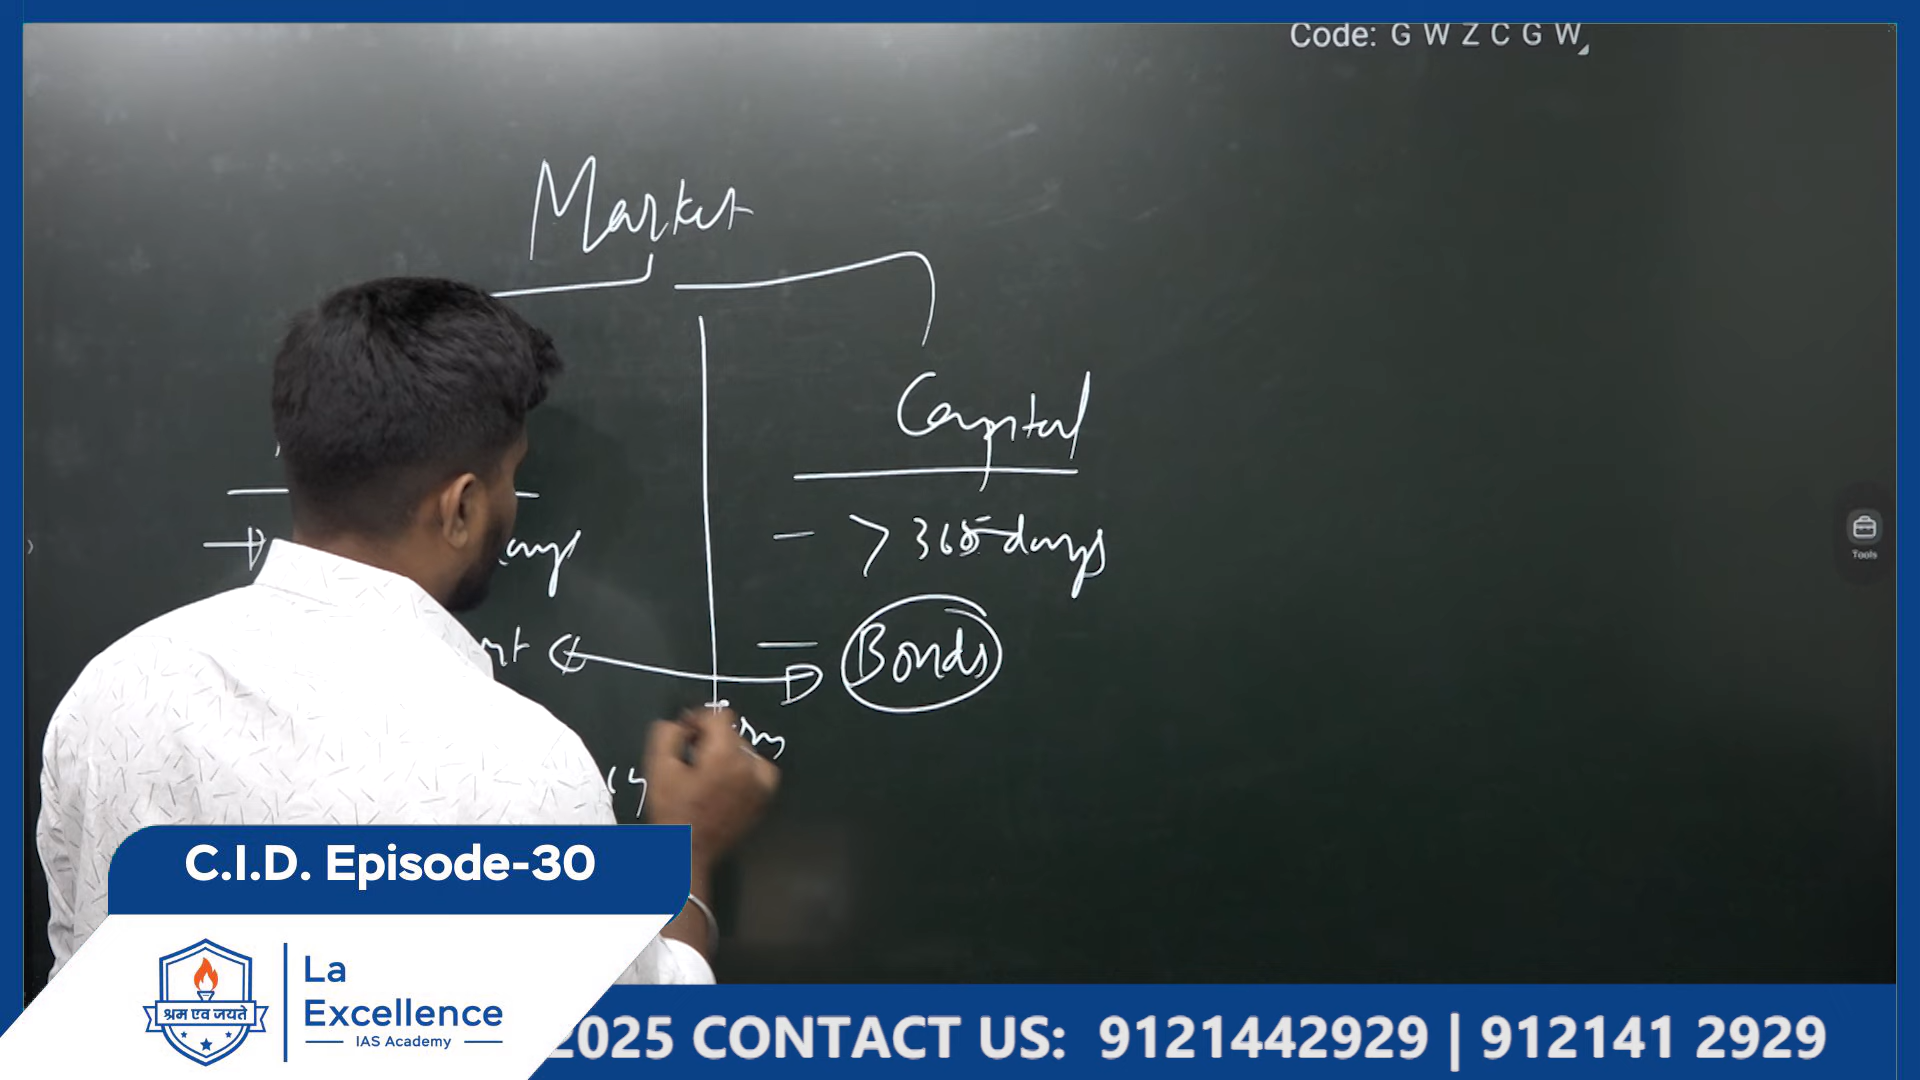 Code: G W Z C G W
Market
Capital
> 365 days
Bonds
Tools
C.I.D. Episode-30
La
Excellence
IAS Academy
श्रम एव जयते
2025 CONTACT US: 9121442929 | 912141 2929